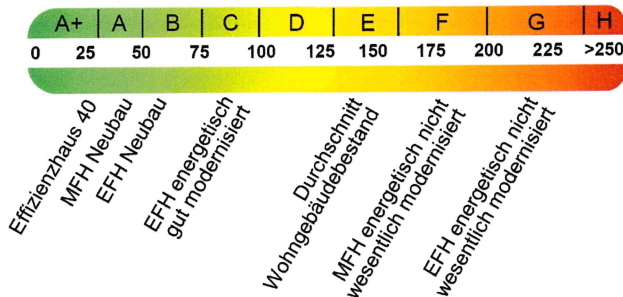 A+ A B C D E F G H
0 25 50 75 100 125 150 175 200 225 >250
Effizienzhaus 40
MFH Neubau
EFH Neubau
EFH energetisch
gut modernisiert
Durchschnitt
Wohngebäudebestand
MFH energetisch nicht
wesentlich modernisiert
EFH energetisch nicht
wesentlich modernisiert